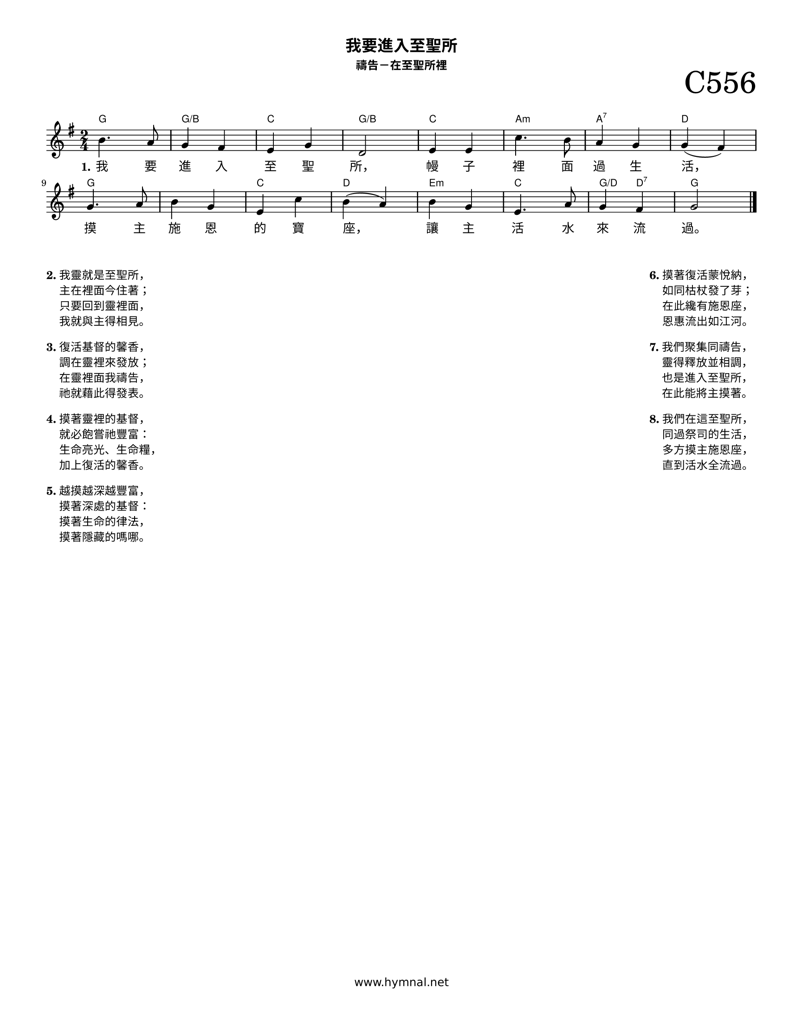 我要進入至聖所
禱告－在至聖所裡
C556
G G/B C G/B C Am A7 D
1. 我 要 進 入 至 聖 所， 幔 子 裡 面 過 生 活，
9 G C D Em C G/D D7 G
摸 主 施 恩 的 寶 座， 讓 主 活 水 來 流 過。
2. 我靈就是至聖所，
主在裡面今住著；
只要回到靈裡面，
我就與主得相見。
3. 復活基督的馨香，
調在靈裡來發放；
在靈裡面我禱告，
祂就藉此得發表。
4. 摸著靈裡的基督，
就必飽嘗祂豐富：
生命亮光、生命糧，
加上復活的馨香。
5. 越摸越深越豐富，
摸著深處的基督：
摸著生命的律法，
摸著隱藏的嗎哪。
6. 摸著復活蒙悅納，
如同枯杖發了芽；
在此纔有施恩座，
恩惠流出如江河。
7. 我們聚集同禱告，
靈得釋放並相調，
也是進入至聖所，
在此能將主摸著。
8. 我們在這至聖所，
同過祭司的生活，
多方摸主施恩座，
直到活水全流過。
www.hymnal.net